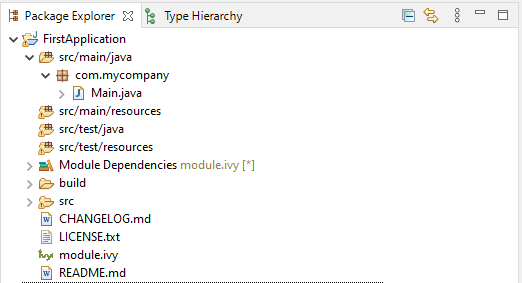 Package Explorer Type Hierarchy
FirstApplication
src/main/java
com.mycompany
Main.java
src/main/resources
src/test/java
src/test/resources
Module Dependencies module.ivy [*]
build
src
CHANGELOG.md
LICENSE.txt
module.ivy
README.md